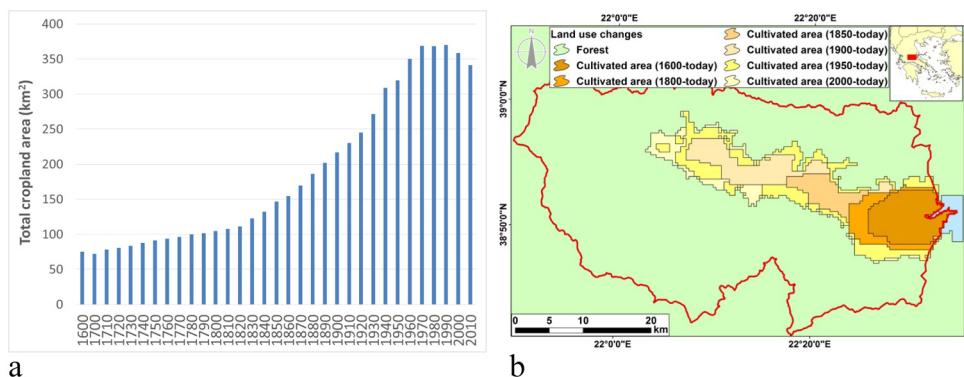 Total cropland area (km²)
400
350
300
250
200
150
100
50
0
1600
1700
1710
1720
1730
1740
1750
1760
1770
1780
1790
1800
1810
1820
1830
1840
1850
1860
1870
1880
1890
1900
1910
1920
1930
1940
1950
1960
1970
1980
1990
2000
2010
a
22°0'0"E 22°20'0"E
Land use changes
Forest
Cultivated area (1600-today)
Cultivated area (1800-today)
Cultivated area (1850-today)
Cultivated area (1900-today)
Cultivated area (1950-today)
Cultivated area (2000-today)
39°0'0"N
38°50'0"N
0 5 10 20
km
22°0'0"E 22°20'0"E
b